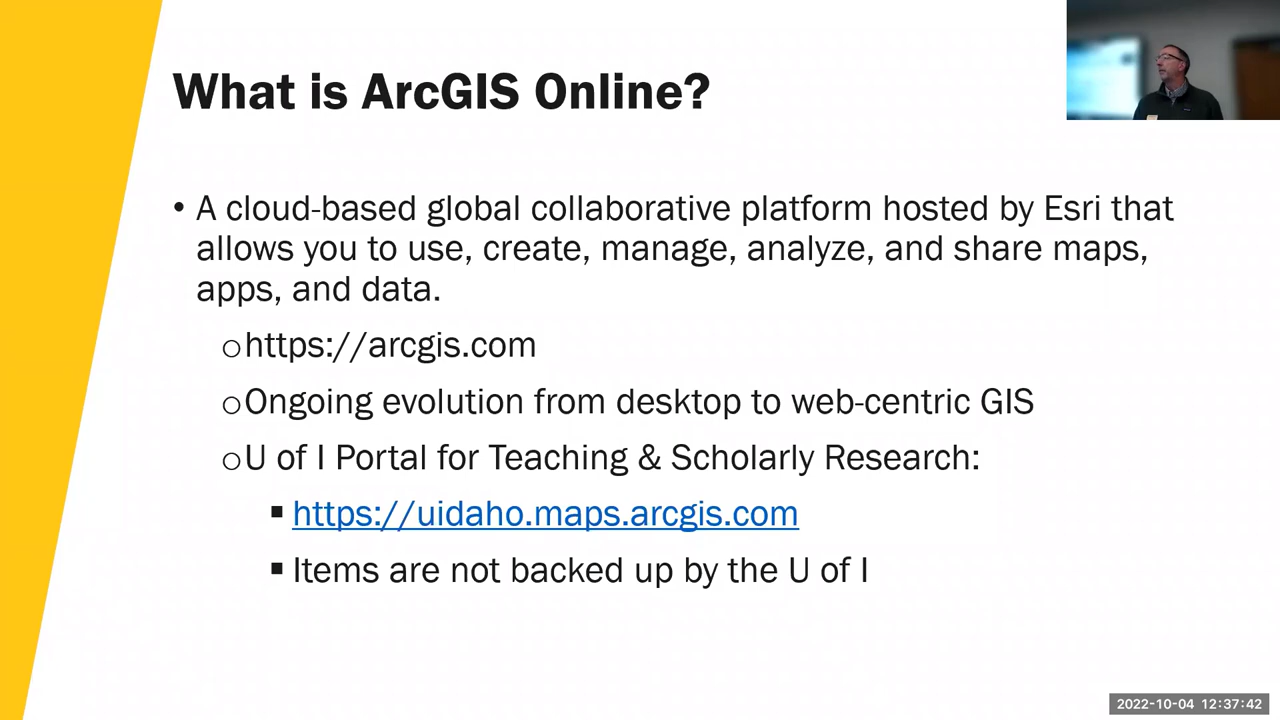 What is ArcGIS Online?
• A cloud-based global collaborative platform hosted by Esri that
allows you to use, create, manage, analyze, and share maps,
apps, and data.
○https://arcgis.com
○Ongoing evolution from desktop to web-centric GIS
○U of I Portal for Teaching & Scholarly Research:
▪ https://uidaho.maps.arcgis.com
▪ Items are not backed up by the U of I
2022-10-04 12:37:42